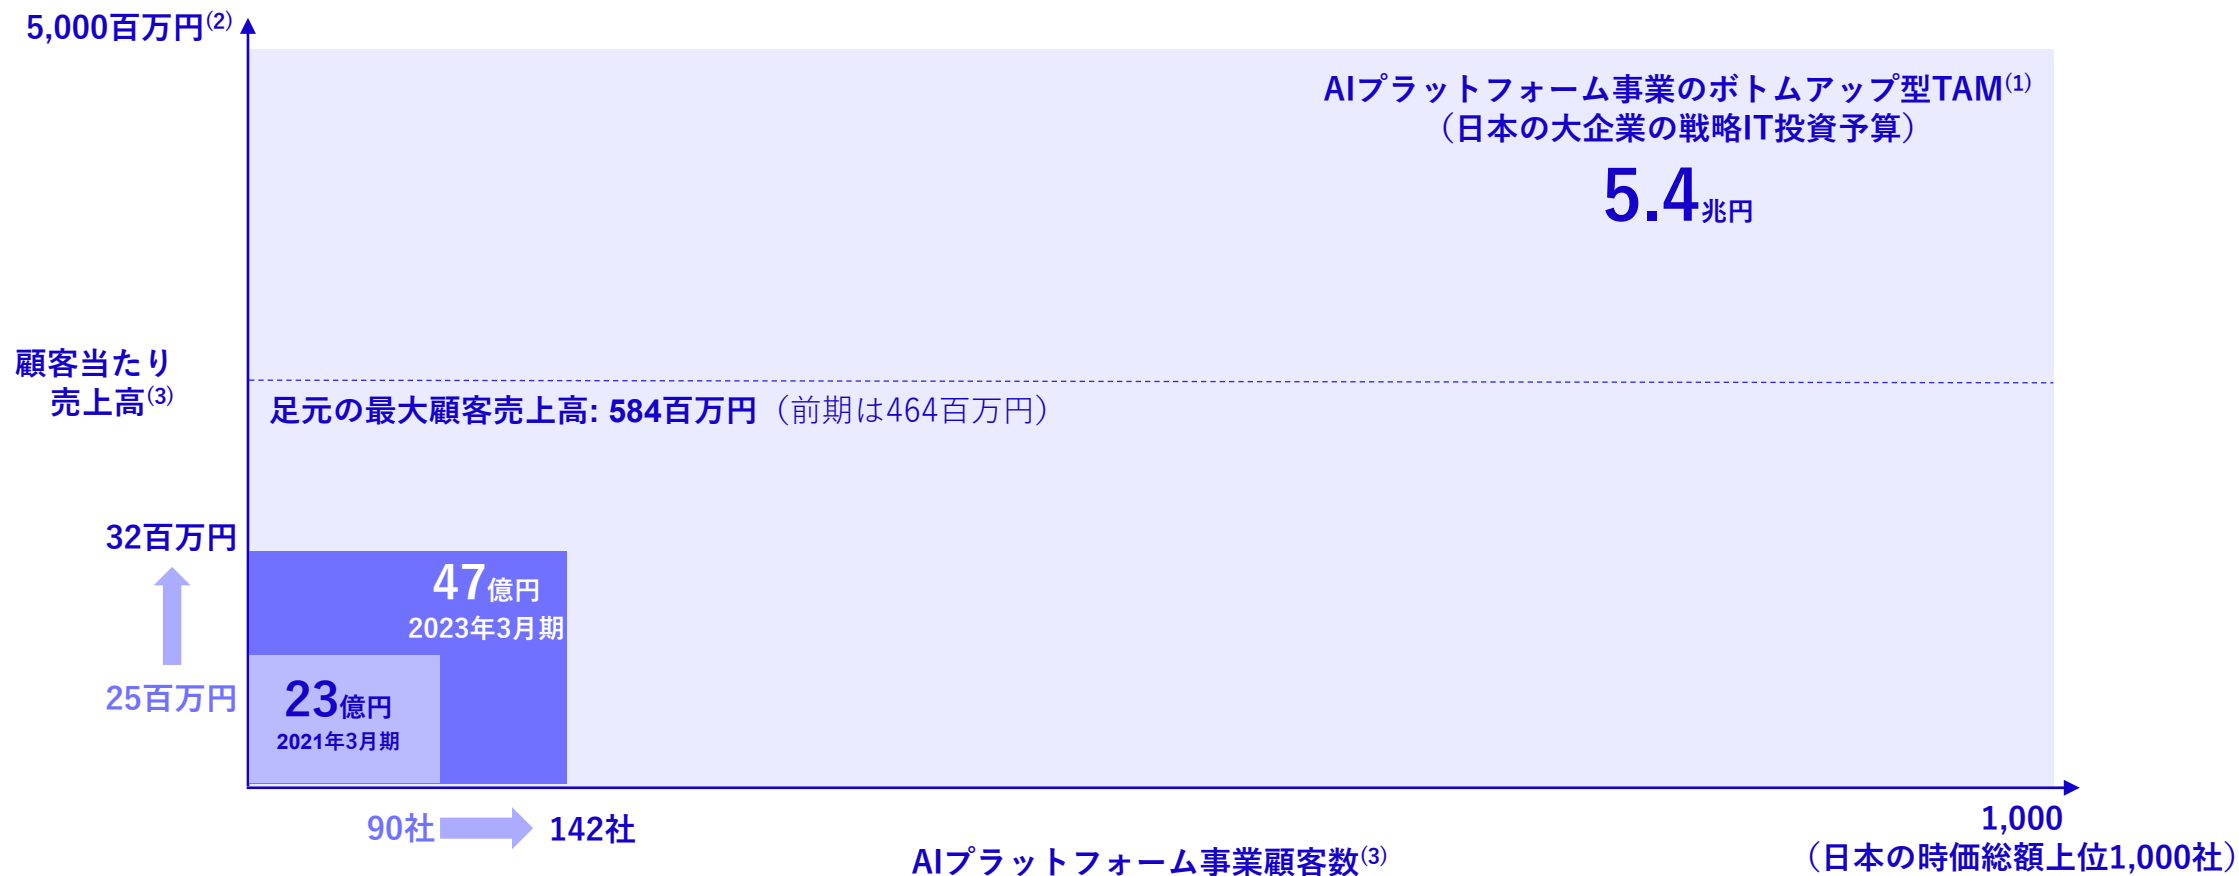 5,000百万円(2)
AIプラットフォーム事業のボトムアップ型TAM(1)
（日本の大企業の戦略IT投資予算）
5.4兆円
顧客当たり
売上高(3)
足元の最大顧客売上高: 584百万円（前期は464百万円）
32百万円
47億円
2023年3月期
25百万円
23億円
2021年3月期
90社
142社
1,000
（日本の時価総額上位1,000社）
AIプラットフォーム事業顧客数(3)